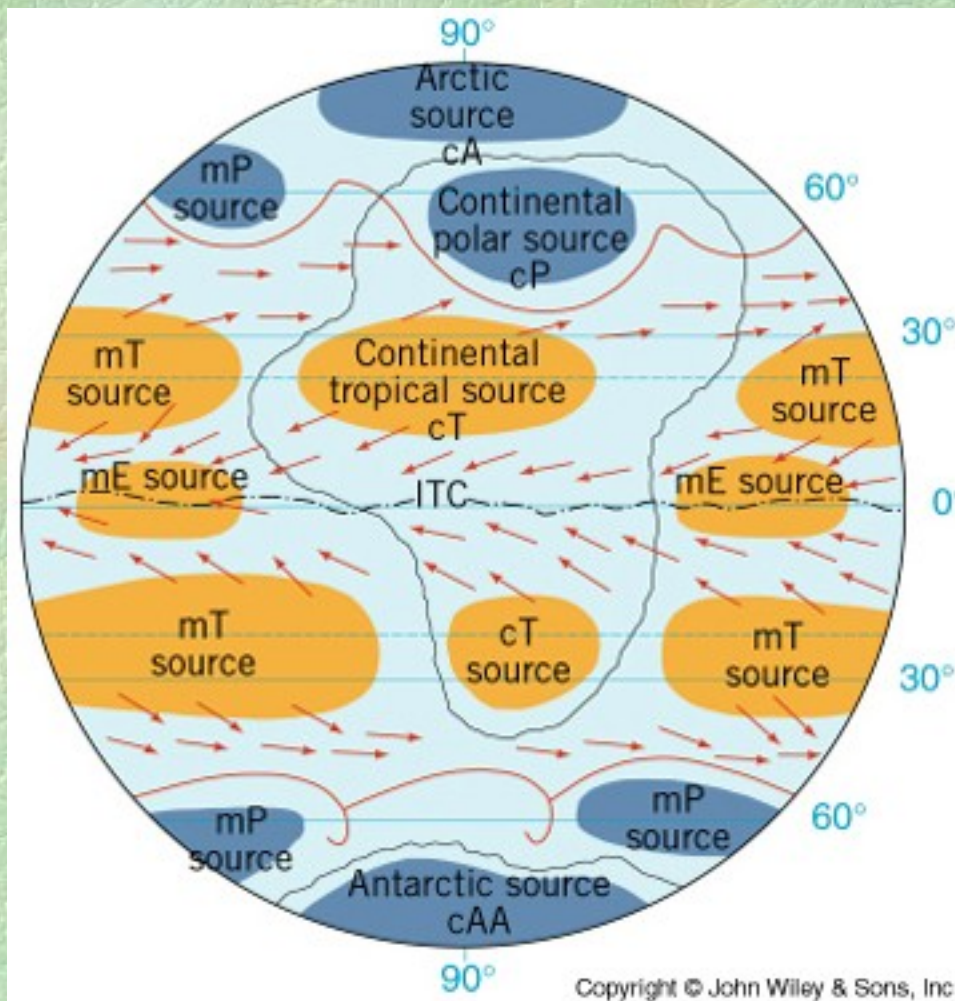 90°
Arctic
source
cA
mP
source
60°
Continental
polar source
cP
30°
mT
source
Continental
tropical source
cT
mT
source
mE source
ITC
mE source
0°
mT
source
cT
source
mT
source
30°
mP
source
mP
source
60°
Antarctic source
cAA
90°
Copyright © John Wiley & Sons, Inc